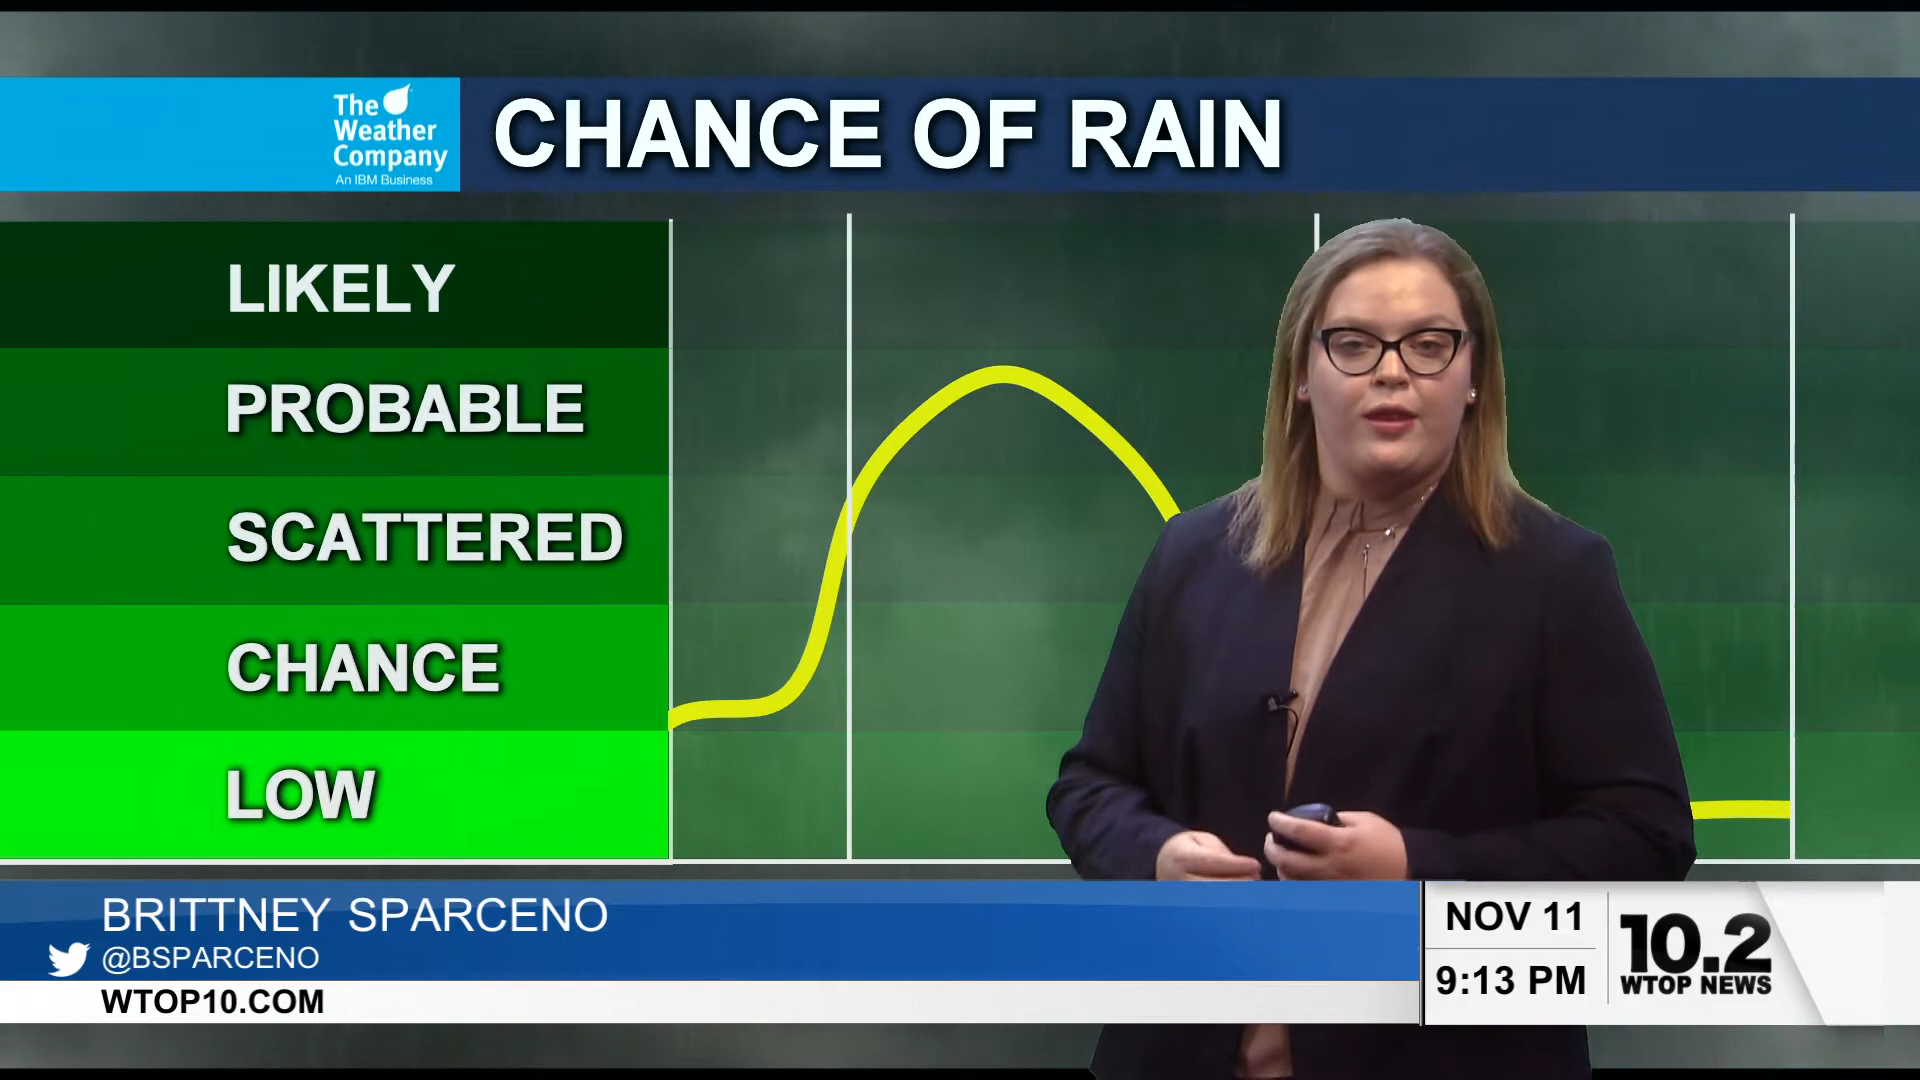 The
Weather
Company
An IBM Business
CHANCE OF RAIN
LIKELY
PROBABLE
SCATTERED
CHANCE
LOW
BRITTNEY SPARCENO
@BSPARCENO
WTOP10.COM
NOV 11
9:13 PM
10.2
WTOP NEWS